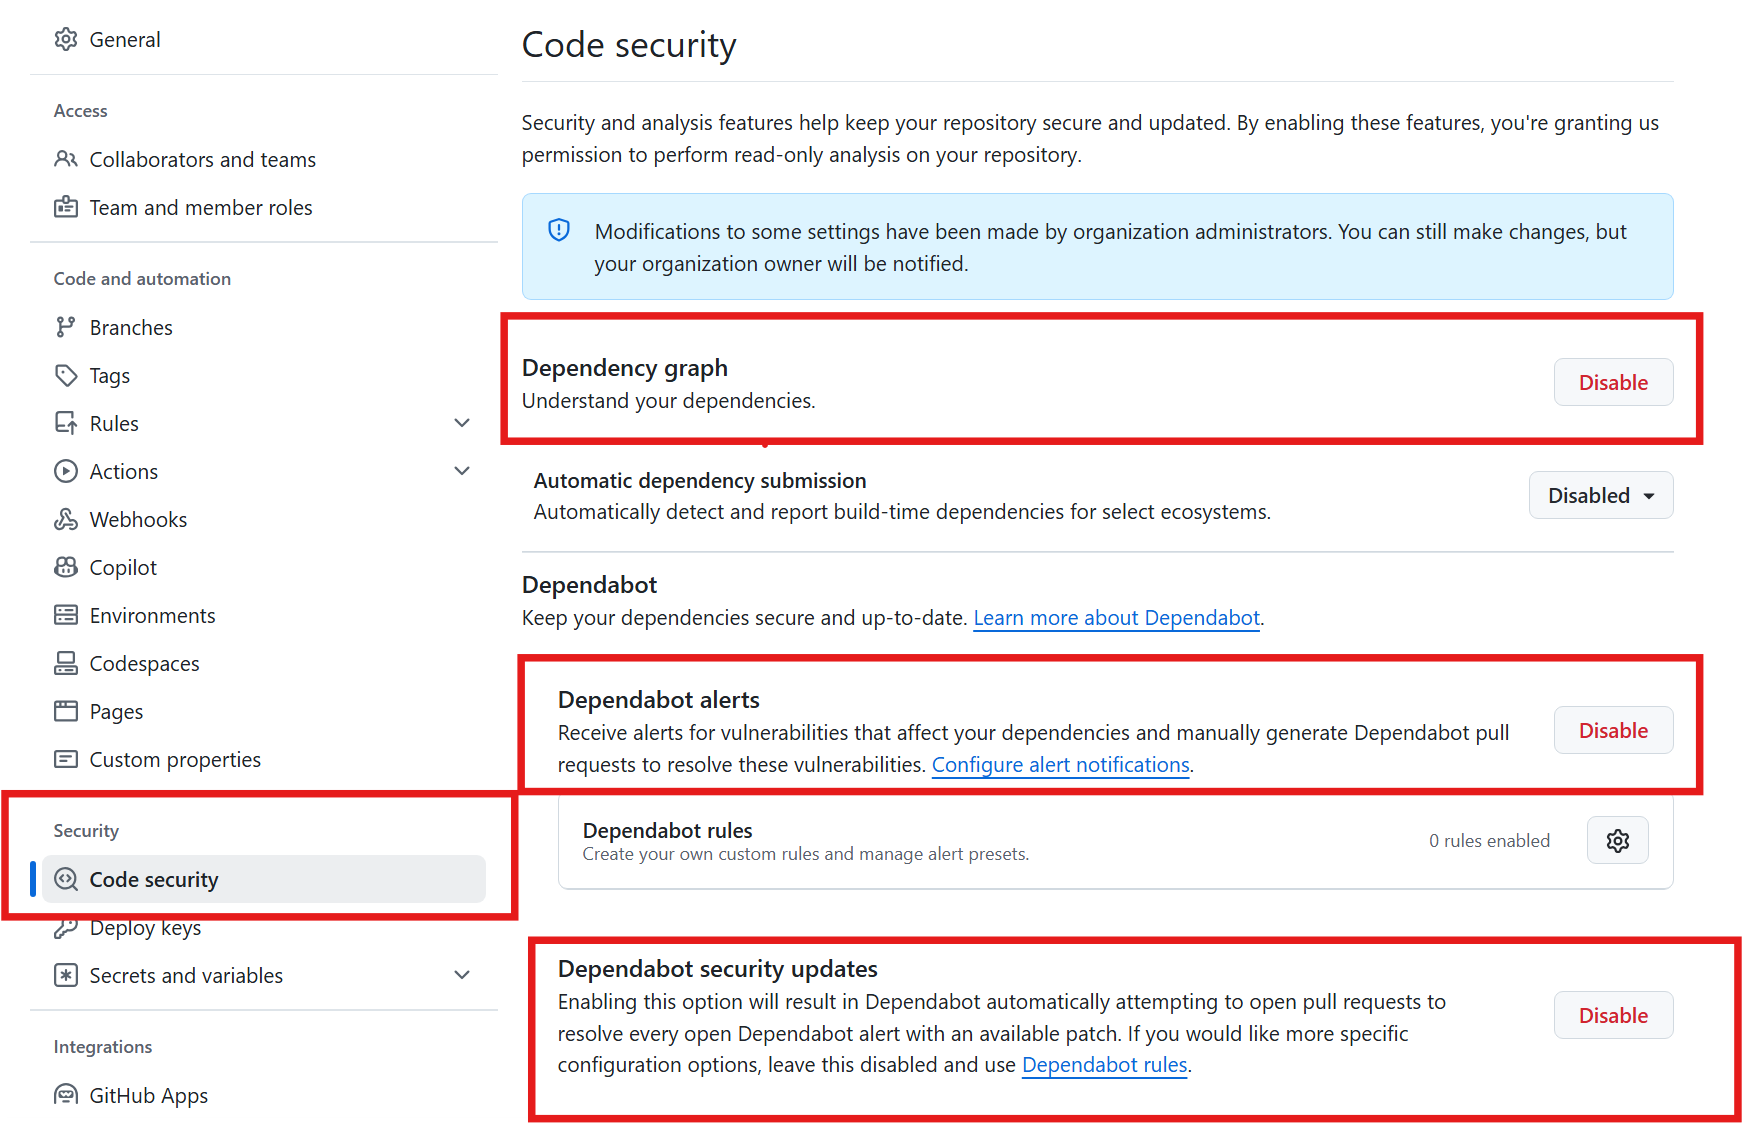 General
Access
Collaborators and teams
Team and member roles
Code and automation
Branches
Tags
Rules
Actions
Webhooks
Copilot
Environments
Codespaces
Pages
Custom properties
Security
Code security
Deploy keys
Secrets and variables
Integrations
GitHub Apps
Code security
Security and analysis features help keep your repository secure and updated. By enabling these features, you're granting us
permission to perform read-only analysis on your repository.
Modifications to some settings have been made by organization administrators. You can still make changes, but
your organization owner will be notified.
Dependency graph
Understand your dependencies.
Disable
Automatic dependency submission
Automatically detect and report build-time dependencies for select ecosystems.
Disabled
Dependabot
Keep your dependencies secure and up-to-date. Learn more about Dependabot.
Dependabot alerts
Receive alerts for vulnerabilities that affect your dependencies and manually generate Dependabot pull
requests to resolve these vulnerabilities. Configure alert notifications.
Disable
Dependabot rules
Create your own custom rules and manage alert presets.
0 rules enabled
Dependabot security updates
Enabling this option will result in Dependabot automatically attempting to open pull requests to
resolve every open Dependabot alert with an available patch. If you would like more specific
configuration options, leave this disabled and use Dependabot rules.
Disable